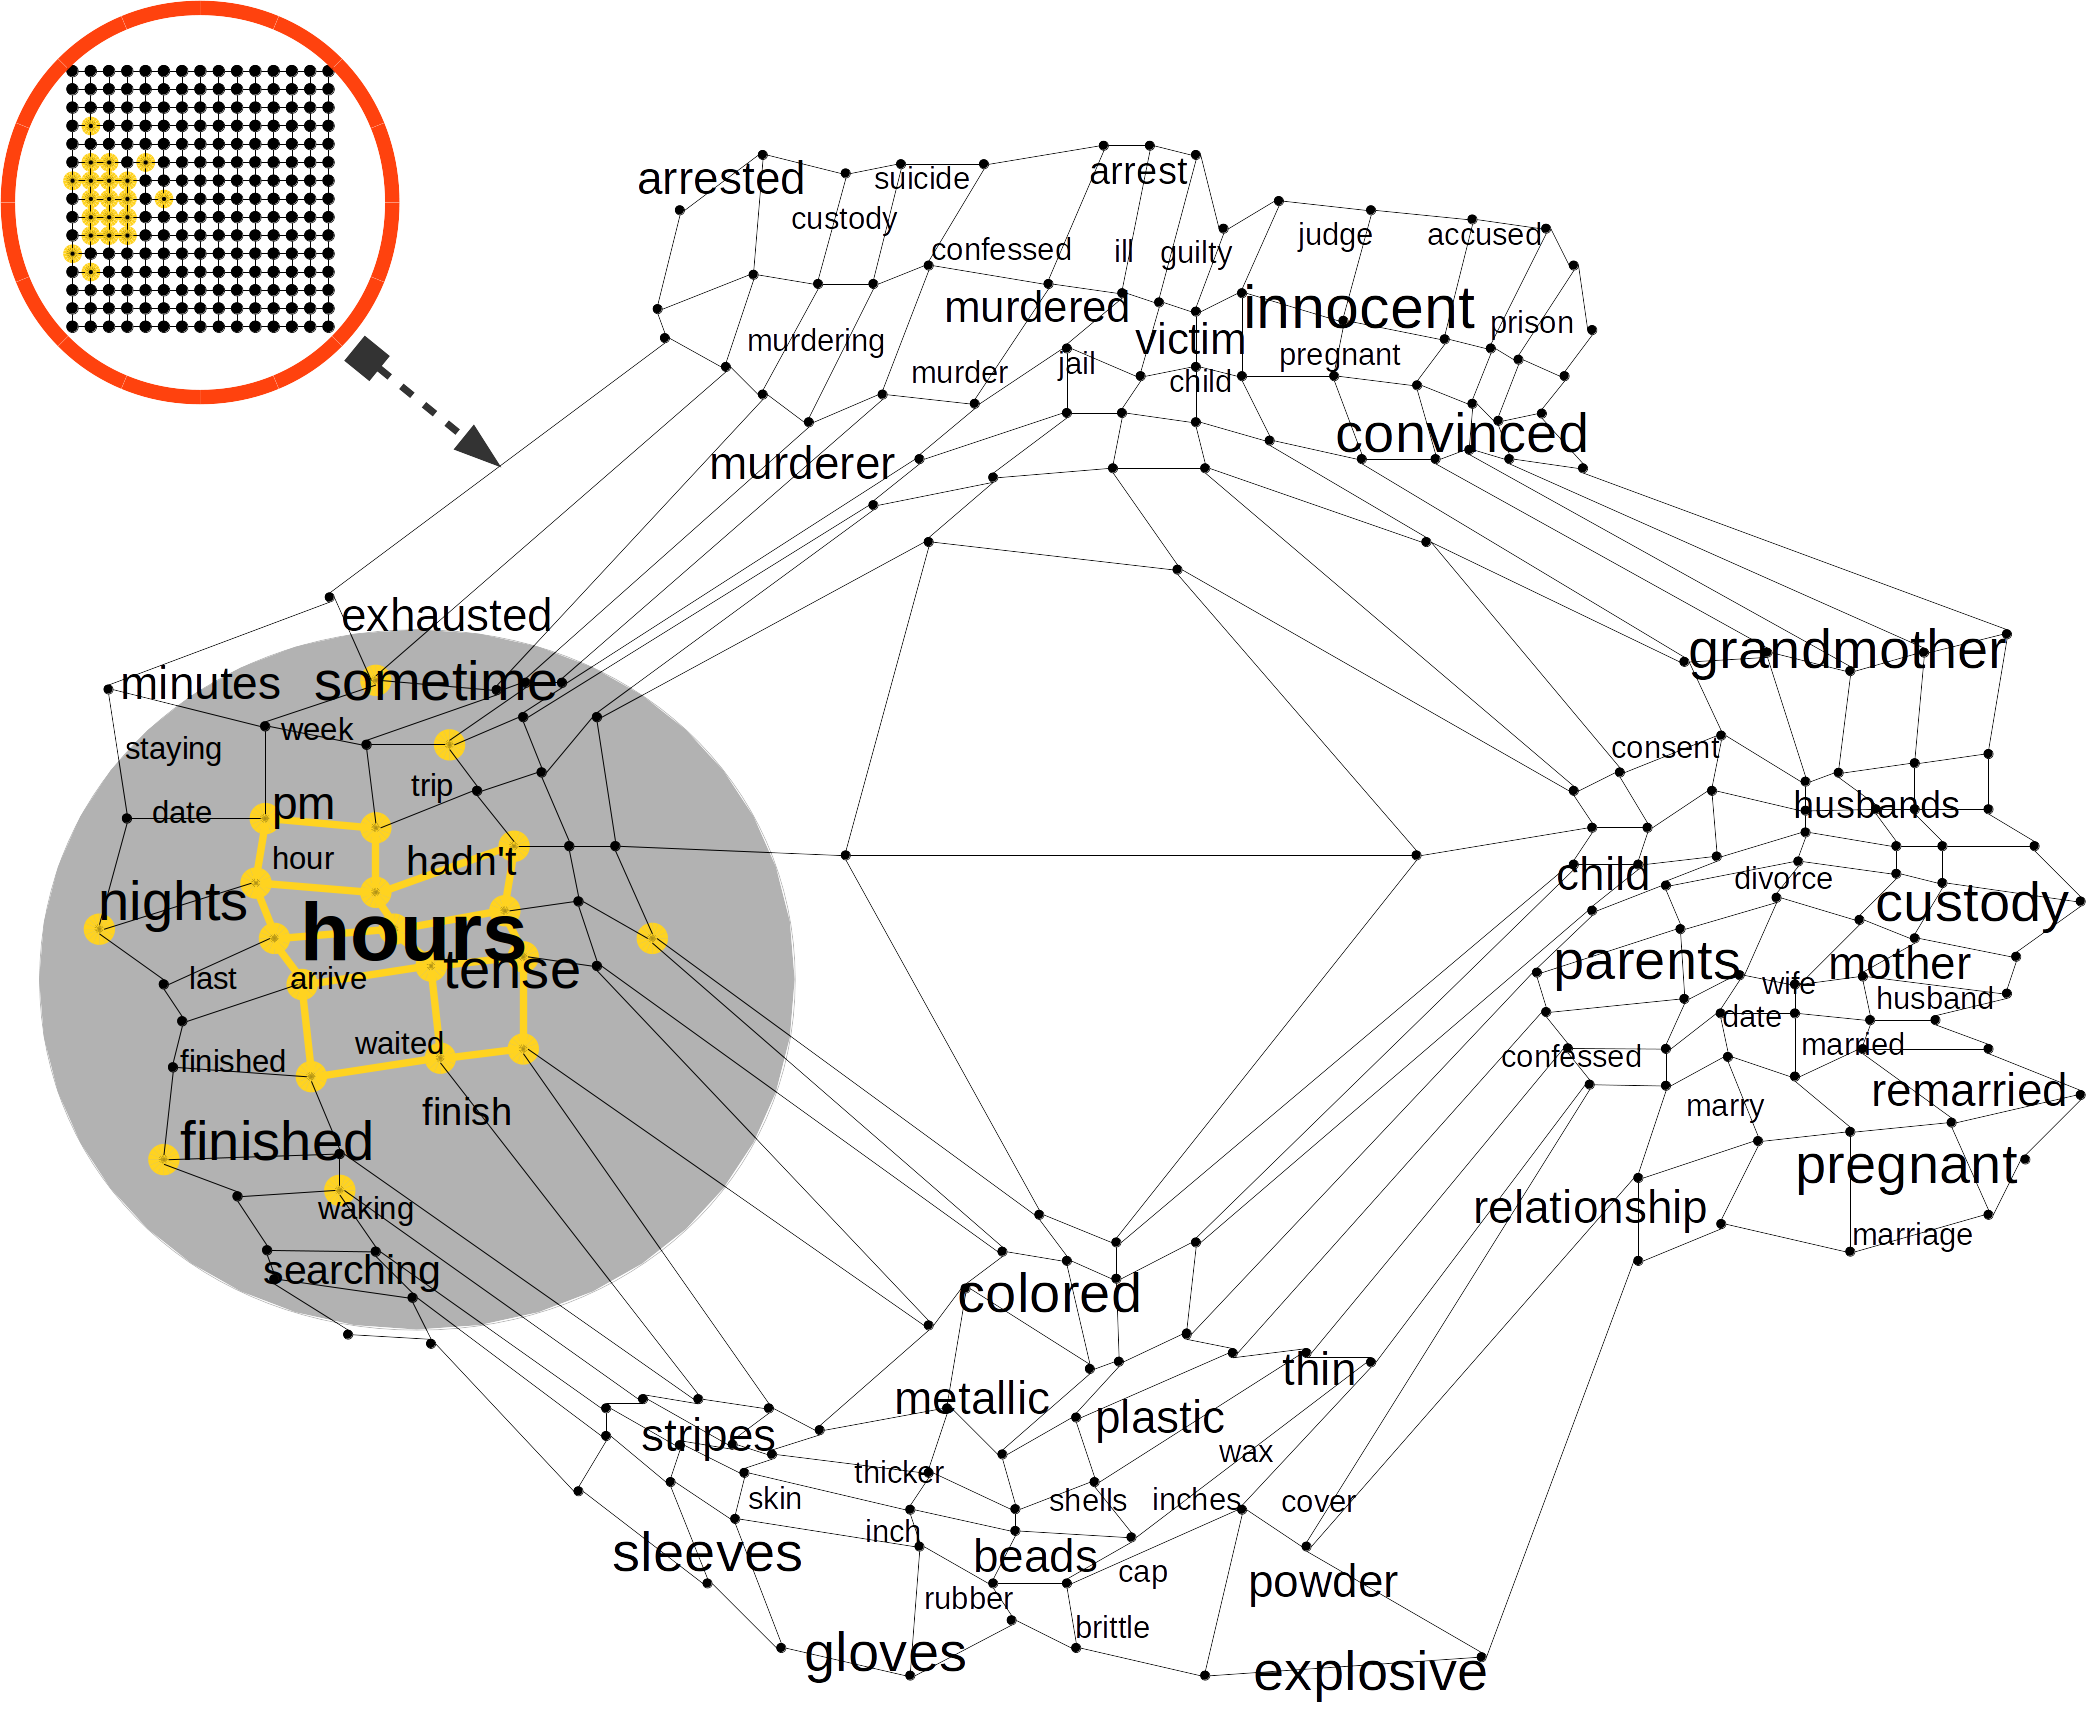 arrested
suicide
arrest
custody
confessed
ill
guilty
judge
accused
murdered
innocent
prison
murdering
victim
pregnant
murder
jail
child
murderer
convinced
exhausted
minutes
sometime
week
staying
trip
date
pm
hour
hadn't
nights
hours
last
arrive
tense
waited
finished
finish
finished
waking
searching
grandmother
consent
husbands
child
divorce
custody
parents
wife
mother
husband
date
confessed
married
remarried
marry
pregnant
relationship
marriage
colored
thin
metallic
plastic
stripes
wax
thicker
skin
shells
inches
cover
inch
sleeves
beads
cap
powder
rubber
brittle
gloves
explosive